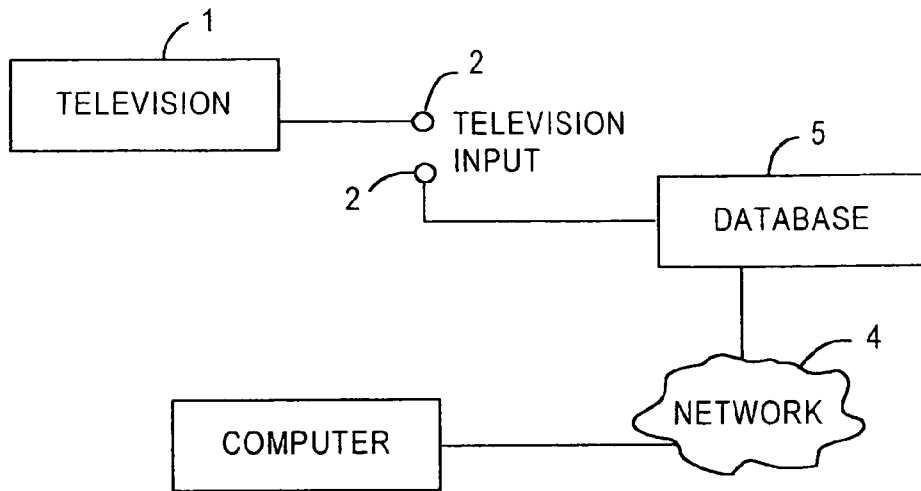 1
TELEVISION
2
TELEVISION
INPUT
2
5
DATABASE
4
NETWORK
COMPUTER